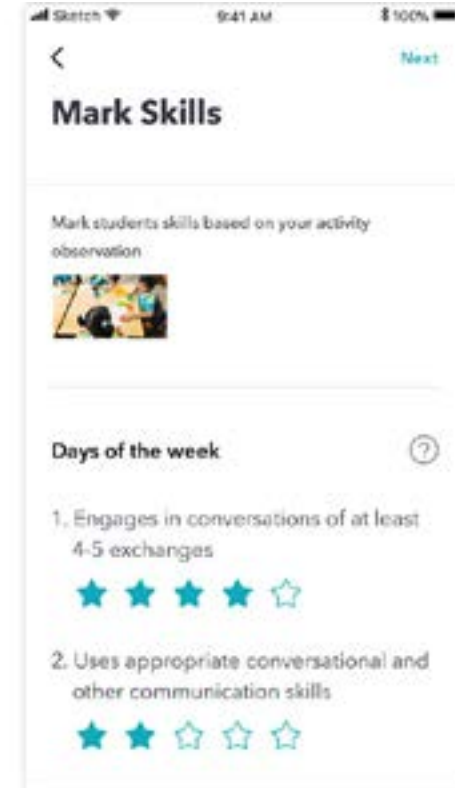 Sketch 9:41 AM 100%
Next
Mark Skills
Mark students skills based on your activity
observation
Days of the week
?
1. Engages in conversations of at least
4-5 exchanges
2. Uses appropriate conversational and
other communication skills